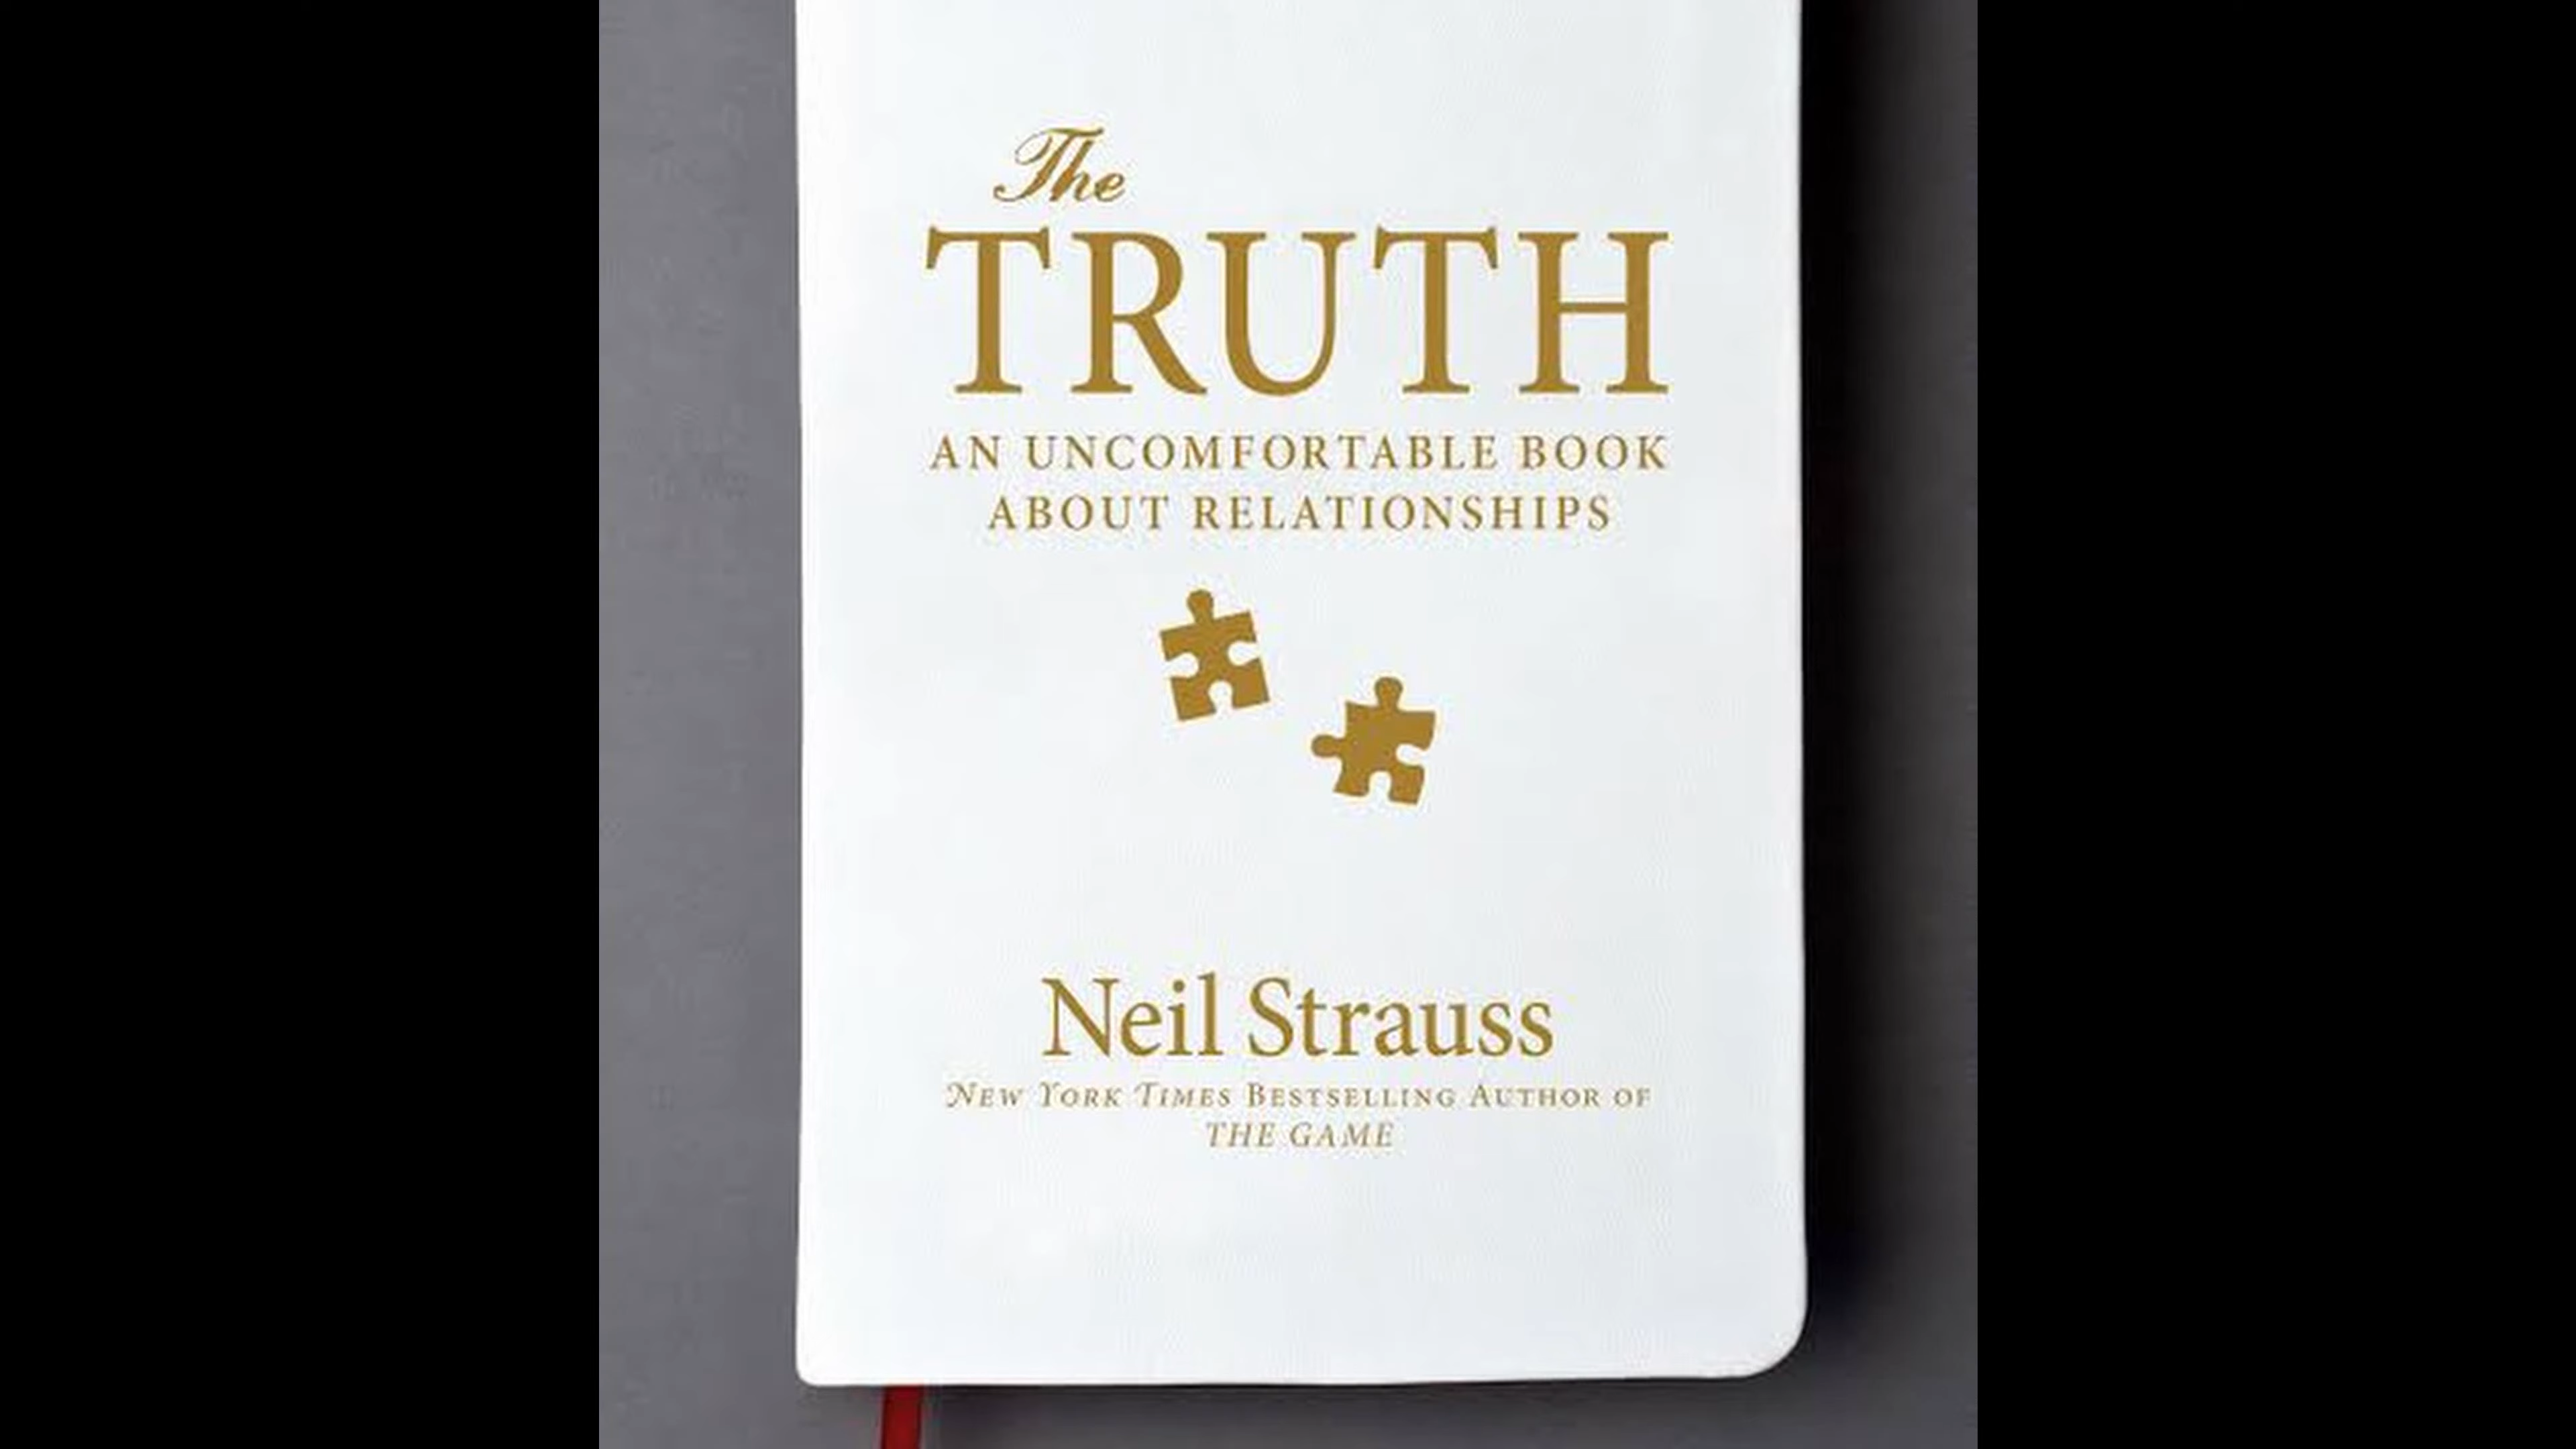 The
TRUTH
AN UNCOMFORTABLE BOOK
ABOUT RELATIONSHIPS
Neil Strauss
NEW YORK TIMES BESTSELLING AUTHOR OF
THE GAME